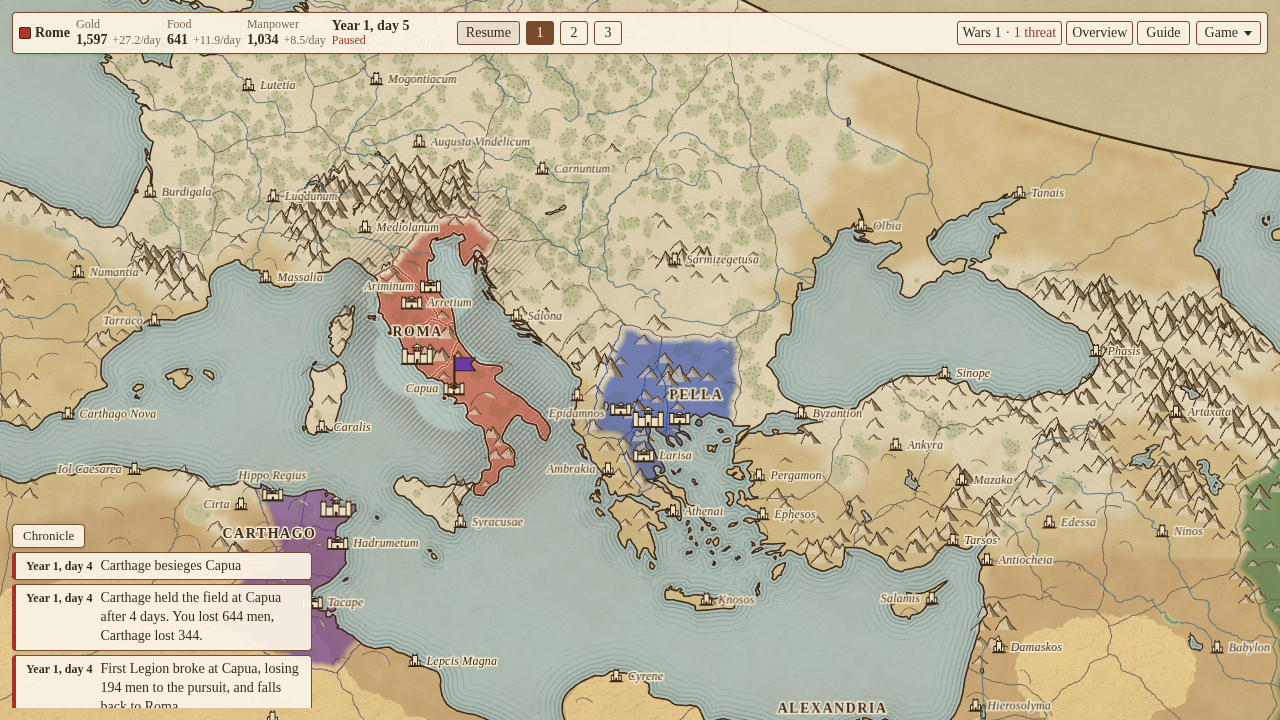 Rome
Gold
1,597 +27.2/day
Food
641 +11.9/day
Manpower
1,034 +8.5/day
Year 1, day 5
Paused
Resume
1
2
3
Wars 1 · 1 threat
Overview
Guide
Game
Lutetia
Mogontiacum
Augusta Vindelicum
Carnuntum
Burdigala
Lugdunum
Tanais
Mediolanum
Olbia
Sarmizegetusa
Numantia
Massalia
Ariminum
Arretium
Tarraco
Salona
ROMA
Phasis
Sinope
Capua
PELLA
Carthago Nova
Caralis
Epidamnos
Byzantion
Artaxata
Ankyra
Larisa
Iol Caesarea
Hippo Regius
Ambrakia
Pergamon
Mazaka
Cirta
Athenai
Ephesos
Syracusae
Edessa
CARTHAGO
Hadrumetum
Ninos
Tarsos
Antiocheia
Tacape
Knosos
Salamis
Damaskos
Babylon
Lepcis Magna
Cyrene
ALEXANDRIA
Hierosolyma
Chronicle
Year 1, day 4 Carthage besieges Capua
Year 1, day 4 Carthage held the field at Capua
after 4 days. You lost 644 men,
Carthage lost 344.
Year 1, day 4 First Legion broke at Capua, losing
194 men to the pursuit, and falls
back to Roma